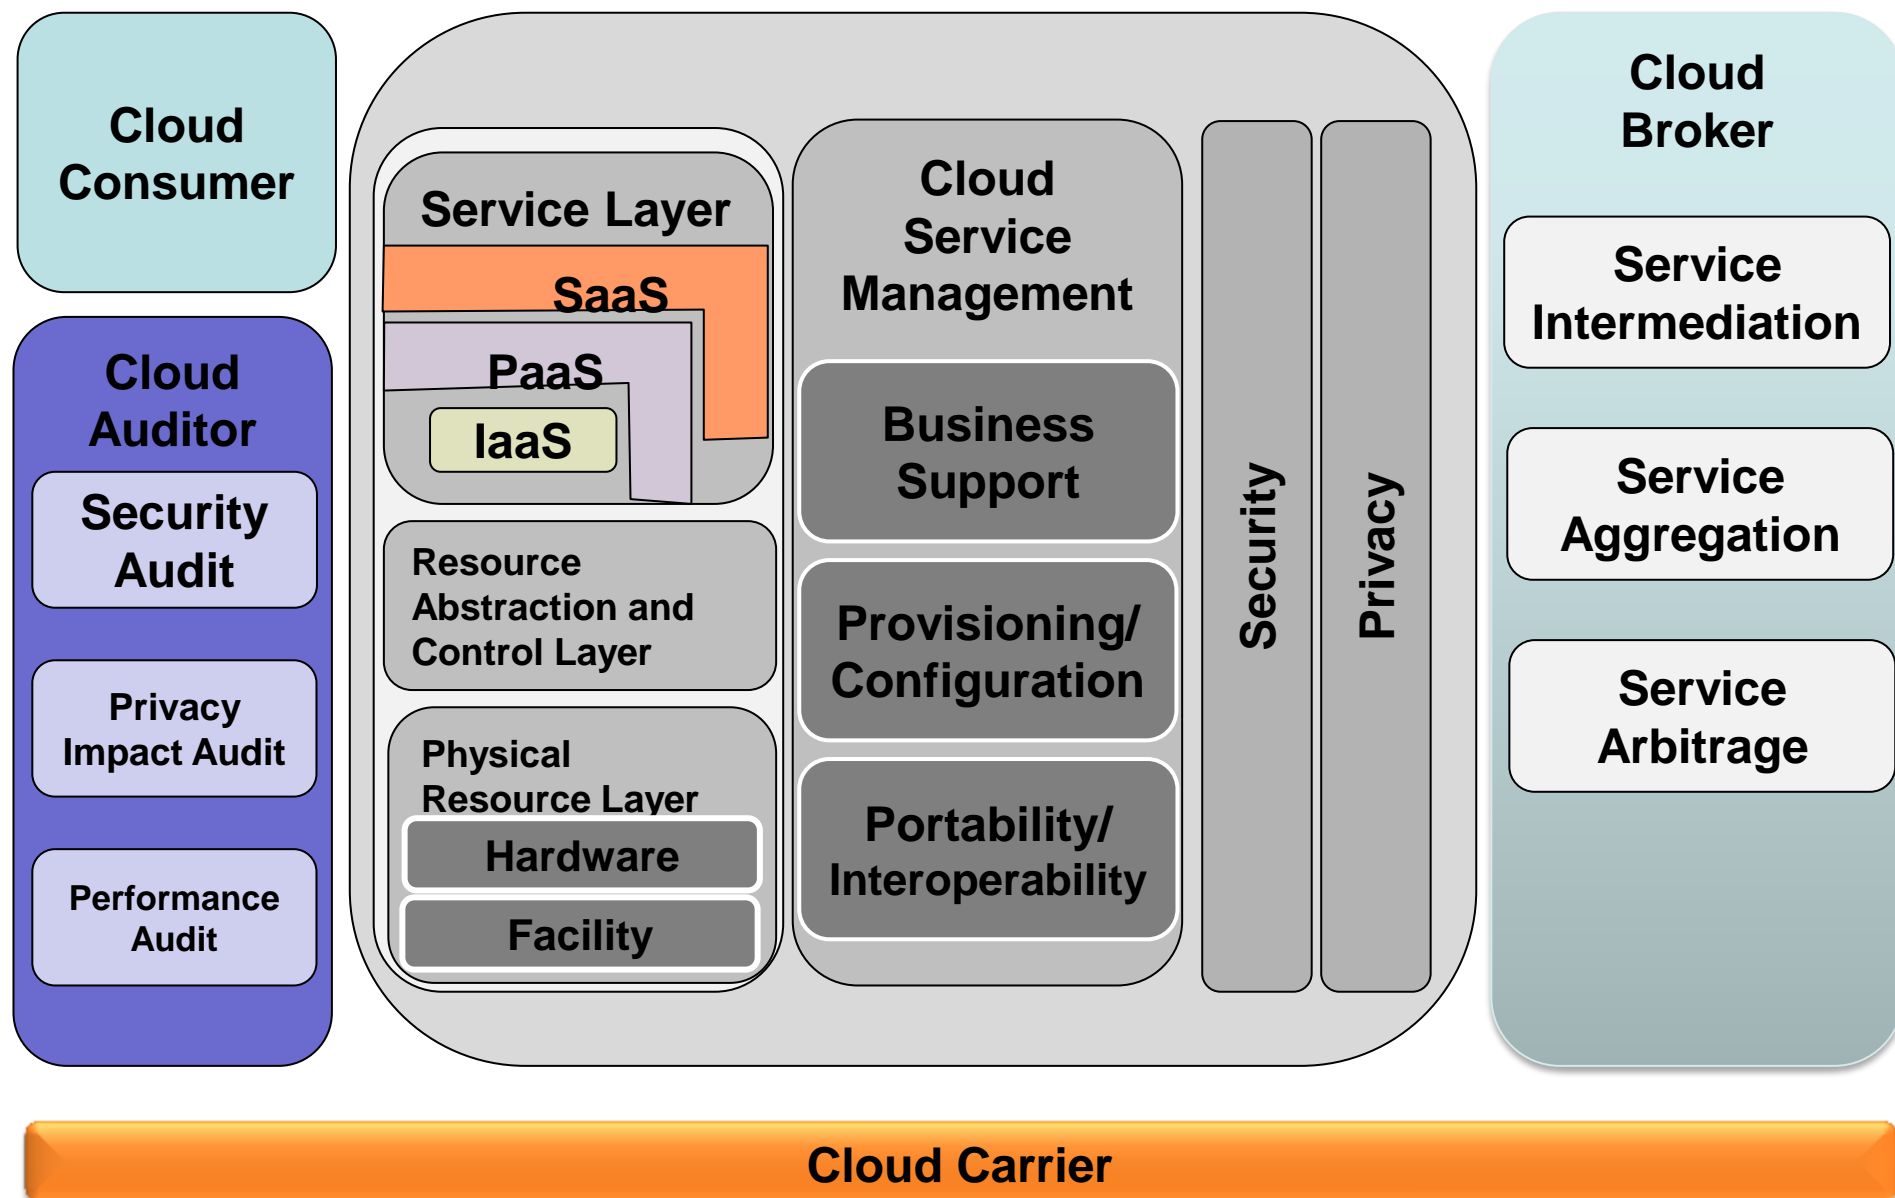 Cloud
Consumer
Cloud
Auditor
Security
Audit
Privacy
Impact Audit
Performance
Audit
Service Layer
SaaS
PaaS
IaaS
Resource
Abstraction and
Control Layer
Physical
Resource Layer
Hardware
Facility
Cloud
Service
Management
Business
Support
Provisioning/
Configuration
Portability/
Interoperability
Security
Privacy
Cloud
Broker
Service
Intermediation
Service
Aggregation
Service
Arbitrage
Cloud Carrier